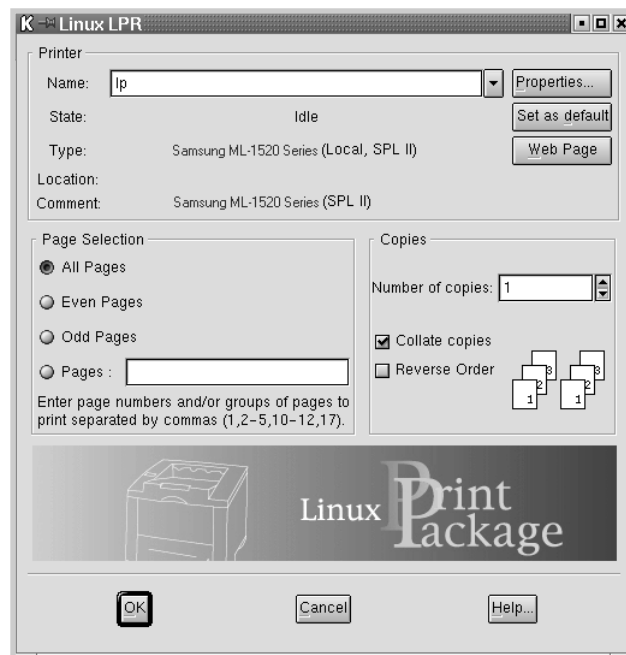 K Linux LPR
Printer
Name: lp Properties...
State: Idle Set as default
Type: Samsung ML-1520 Series (Local, SPL II) Web Page
Location:
Comment: Samsung ML-1520 Series (SPL II)
Page Selection
All Pages
Even Pages
Odd Pages
Pages :
Enter page numbers and/or groups of pages to
print separated by commas (1,2-5,10-12,17).
Copies
Number of copies: 1
Collate copies
Reverse Order
3 3
2 2
1 1
Linux Print
Package
OK Cancel Help...